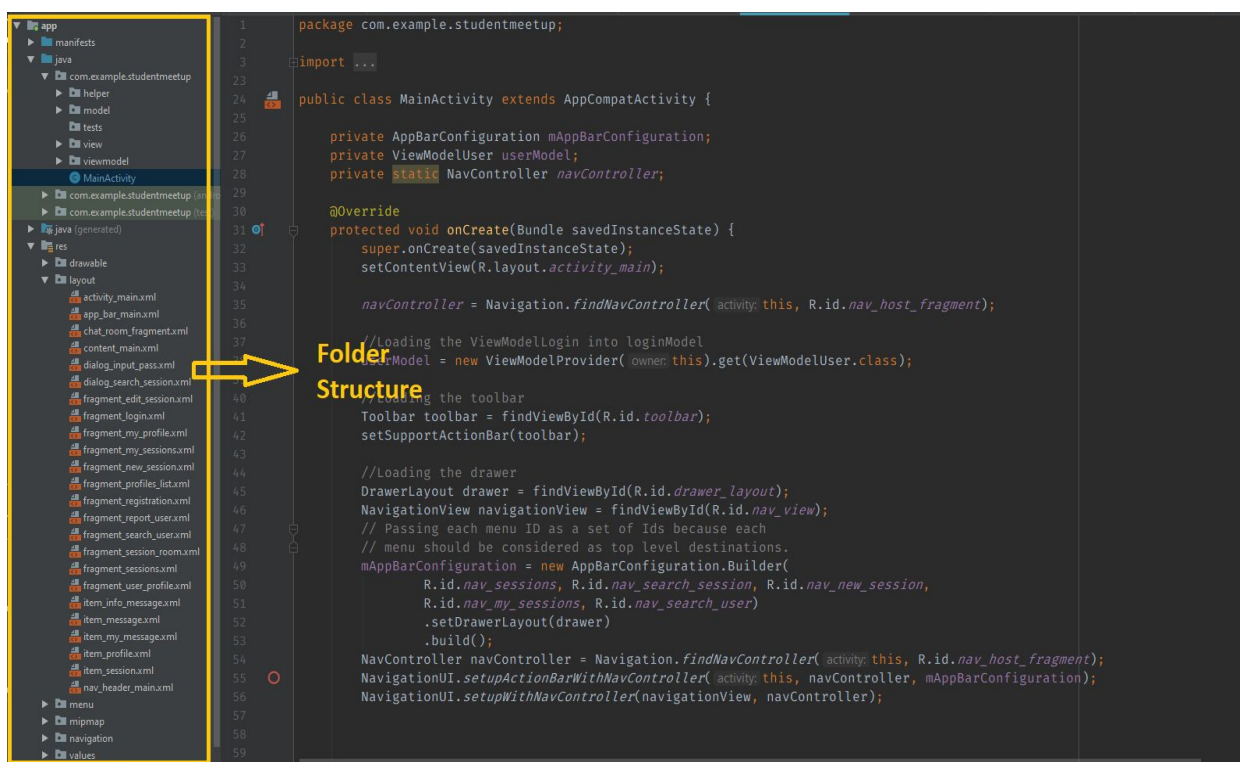 app
manifests
java
com.example.studentmeetup
helper
model
tests
view
viewmodel
MainActivity
com.example.studentmeetup
com.example.studentmeetup
java (generated)
res
drawable
layout
activity_main.xml
app_bar_main.xml
chat_room_fragment.xml
content_main.xml
dialog_input_pass.xml
dialog_search_session.xml
fragment_edit_session.xml
fragment_login.xml
fragment_my_profile.xml
fragment_my_sessions.xml
fragment_new_session.xml
fragment_profiles_list.xml
fragment_registration.xml
fragment_report_user.xml
fragment_search_user.xml
fragment_session_room.xml
fragment_sessions.xml
fragment_user_profile.xml
item_info_message.xml
item_message.xml
item_my_message.xml
item_profile.xml
item_session.xml
nav_header_main.xml
menu
mipmap
navigation
values
Folder
Structure
1 package com.example.studentmeetup;
2
3 import ...
23
24 public class MainActivity extends AppCompatActivity {
25
26 private AppBarConfiguration mAppBarConfiguration;
27 private ViewModelUser userModel;
28 private static NavController navController;
29
30 @Override
31 protected void onCreate(Bundle savedInstanceState) {
32 super.onCreate(savedInstanceState);
33 setContentView(R.layout.activity_main);
34
35 navController = Navigation.findNavController( activity: this, R.id.nav_host_fragment);
36
37 //Loading the ViewModelLogin into loginModel
userModel = new ViewModelProvider( owner: this).get(ViewModelUser.class);
40 //Loading the toolbar
41 Toolbar toolbar = findViewById(R.id.toolbar);
42 setSupportActionBar(toolbar);
43
44 //Loading the drawer
45 DrawerLayout drawer = findViewById(R.id.drawer_layout);
46 NavigationView navigationView = findViewById(R.id.nav_view);
47 // Passing each menu ID as a set of Ids because each
48 // menu should be considered as top level destinations.
49 mAppBarConfiguration = new AppBarConfiguration.Builder(
50 R.id.nav_sessions, R.id.nav_search_session, R.id.nav_new_session,
51 R.id.nav_my_sessions, R.id.nav_search_user)
52 .setDrawerLayout(drawer)
53 .build();
54 NavController navController = Navigation.findNavController( activity: this, R.id.nav_host_fragment);
55 NavigationUI.setupActionBarWithNavController( activity: this, navController, mAppBarConfiguration);
56 NavigationUI.setupWithNavController(navigationView, navController);
57
58
59